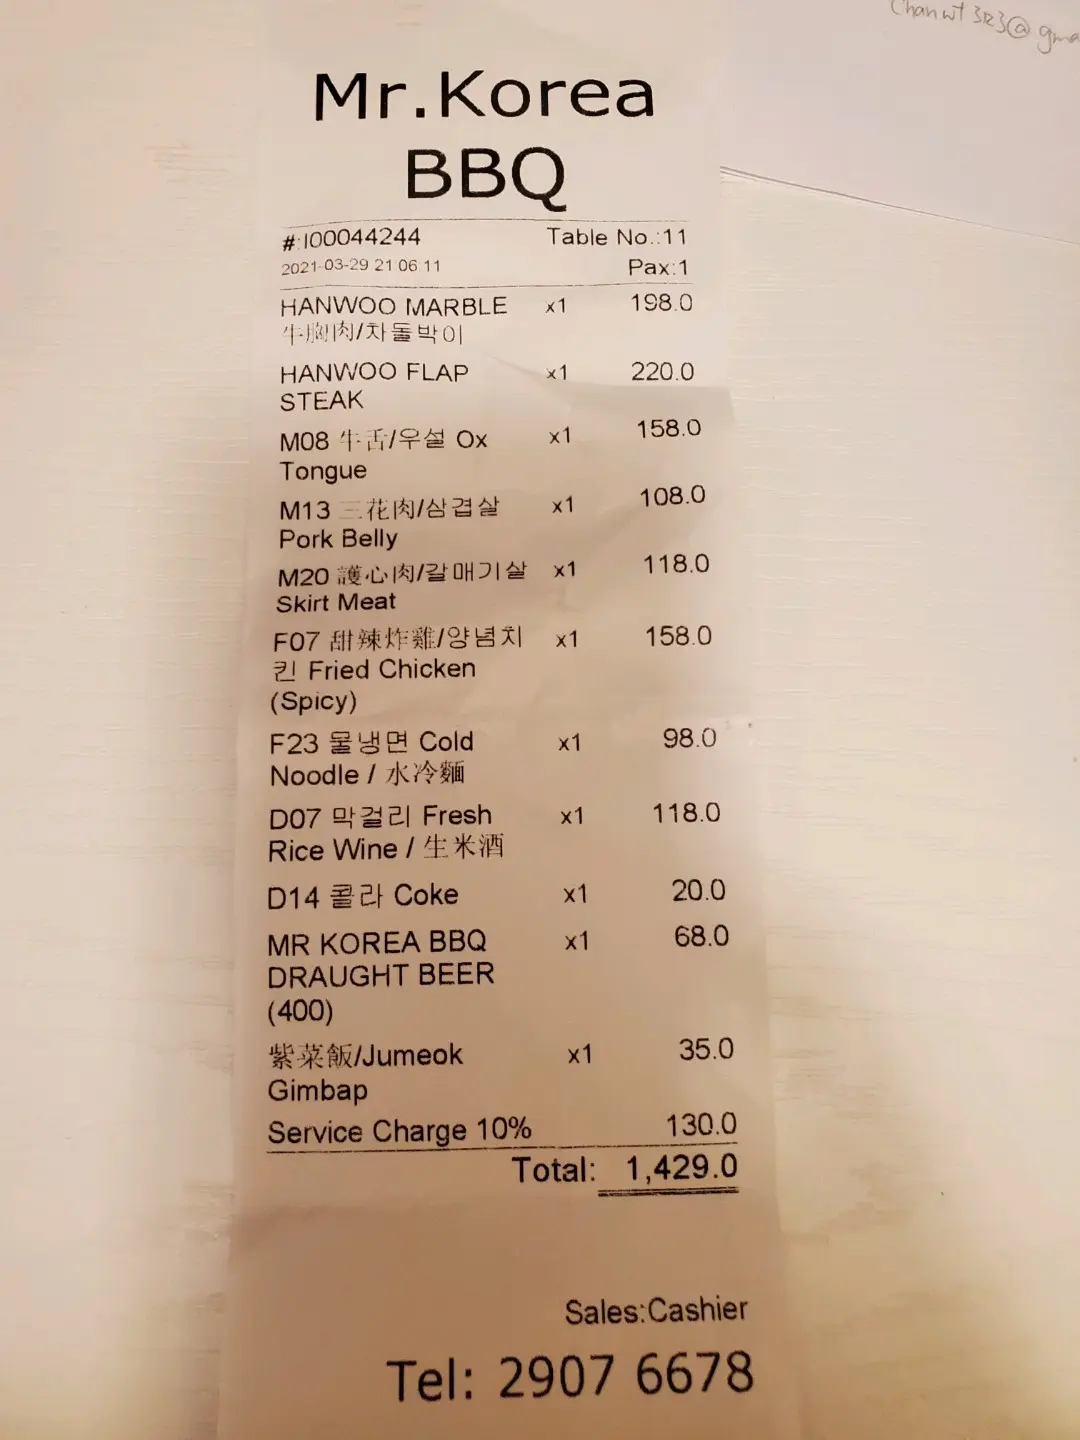 Chanwt3123@gma
Mr.Korea
BBQ
#:I00044244 Table No.:11
2021-03-29 21:06:11 Pax:1
HANWOO MARBLE x1 198.0
牛胸肉/차돌박이
HANWOO FLAP x1 220.0
STEAK
M08 牛舌/우설 Ox x1 158.0
Tongue
M13 三花肉/삼겹살 x1 108.0
Pork Belly
M20 護心肉/갈매기살 x1 118.0
Skirt Meat
F07 甜辣炸雞/양념치 x1 158.0
킨 Fried Chicken
(Spicy)
F23 물냉면 Cold x1 98.0
Noodle / 水冷麵
D07 막걸리 Fresh x1 118.0
Rice Wine / 生米酒
D14 콜라 Coke x1 20.0
MR KOREA BBQ x1 68.0
DRAUGHT BEER
(400)
紫菜飯/Jumeok x1 35.0
Gimbap
Service Charge 10% 130.0
Total: 1,429.0
Sales:Cashier
Tel: 2907 6678